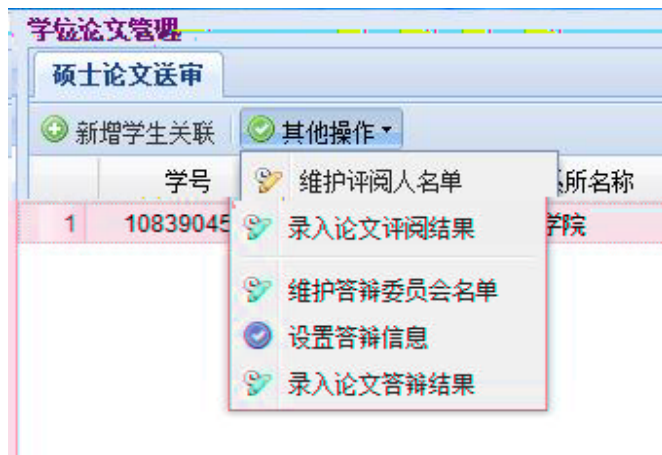 学位论文管理
硕士论文送审
新增学生关联 其他操作
学号 所名称
维护评阅人名单
1 10839045 学院
录入论文评阅结果
维护答辩委员会名单
设置答辩信息
录入论文答辩结果